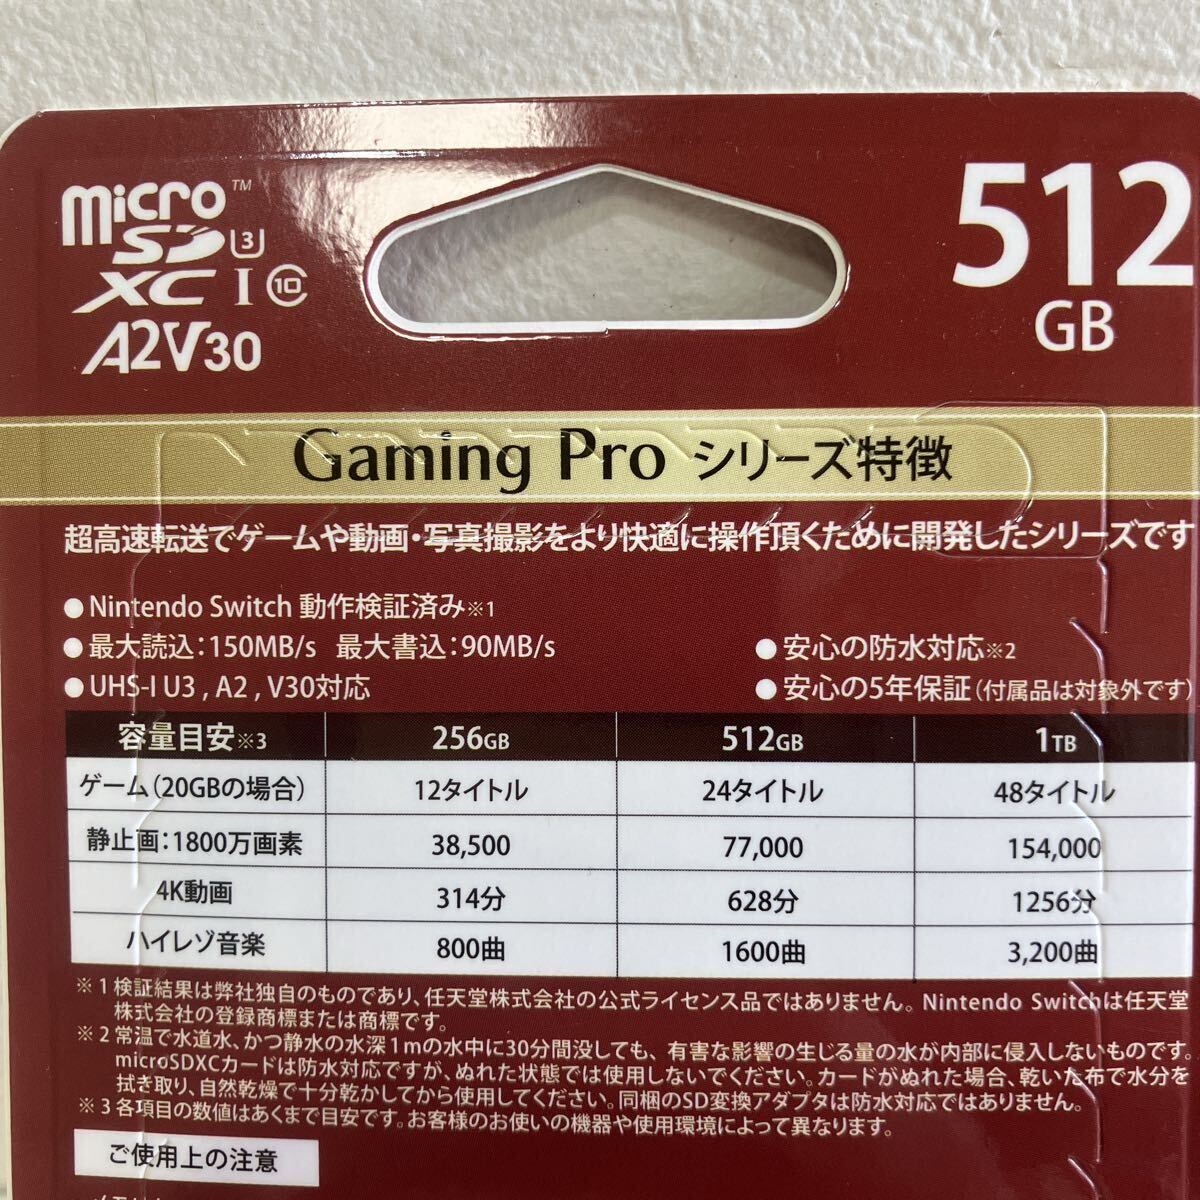 micro™
SD U3
XC I C10
A2 V30
512
GB
Gaming Pro シリーズ特徴
超高速転送でゲームや動画・写真撮影をより快適に操作頂くために開発したシリーズです
●Nintendo Switch 動作検証済み※1
●最大読込：150MB/s 最大書込：90MB/s
●安心の防水対応※2
●UHS-I U3 , A2 , V30対応
●安心の5年保証（付属品は対象外です）
容量目安※3 256GB 512GB 1TB
ゲーム（20GBの場合） 12タイトル 24タイトル 48タイトル
静止画：1800万画素 38,500 77,000 154,000
4K動画 314分 628分 1256分
ハイレゾ音楽 800曲 1600曲 3,200曲
※1 検証結果は弊社独自のものであり、任天堂株式会社の公式ライセンス品ではありません。Nintendo Switchは任天堂
株式会社の登録商標または商標です。
※2 常温で水道水、かつ静水の水深1mの水中に30分間没しても、有害な影響の生じる量の水が内部に侵入しないものです。
microSDXCカードは防水対応ですが、ぬれた状態では使用しないでください。カードがぬれた場合、乾いた布で水分を
拭き取り、自然乾燥で十分乾かしてから使用してください。同梱のSD変換アダプタは防水対応ではありません。
※3 各項目の数値はあくまで目安です。お客様のお使いの機器や使用環境によって異なります。
ご使用上の注意